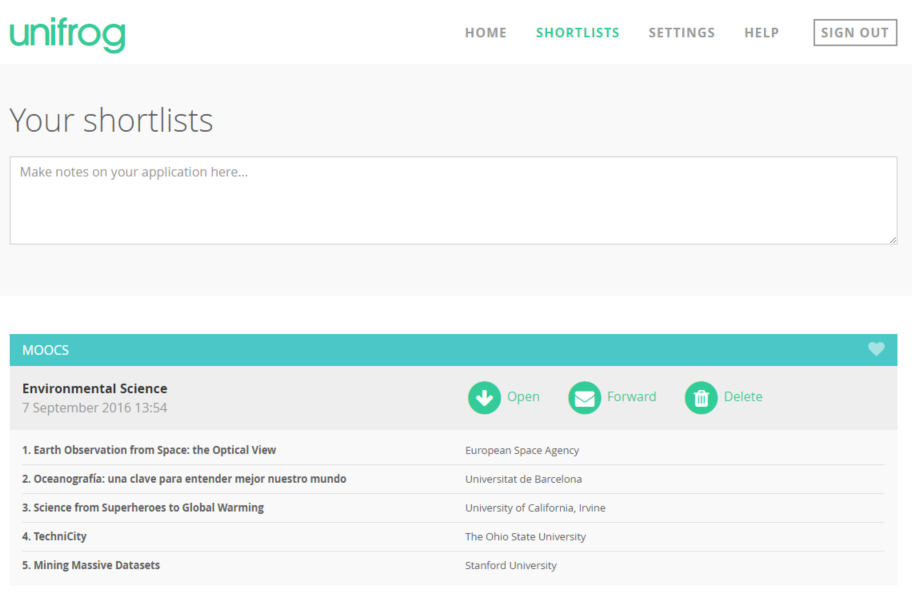 unifrog
HOME SHORTLISTS SETTINGS HELP SIGN OUT
Your shortlists
Make notes on your application here...
MOOCS
Environmental Science
7 September 2016 13:54
Open Forward Delete
1. Earth Observation from Space: the Optical View European Space Agency
2. Oceanografía: una clave para entender mejor nuestro mundo Universitat de Barcelona
3. Science from Superheroes to Global Warming University of California, Irvine
4. TechniCity The Ohio State University
5. Mining Massive Datasets Stanford University